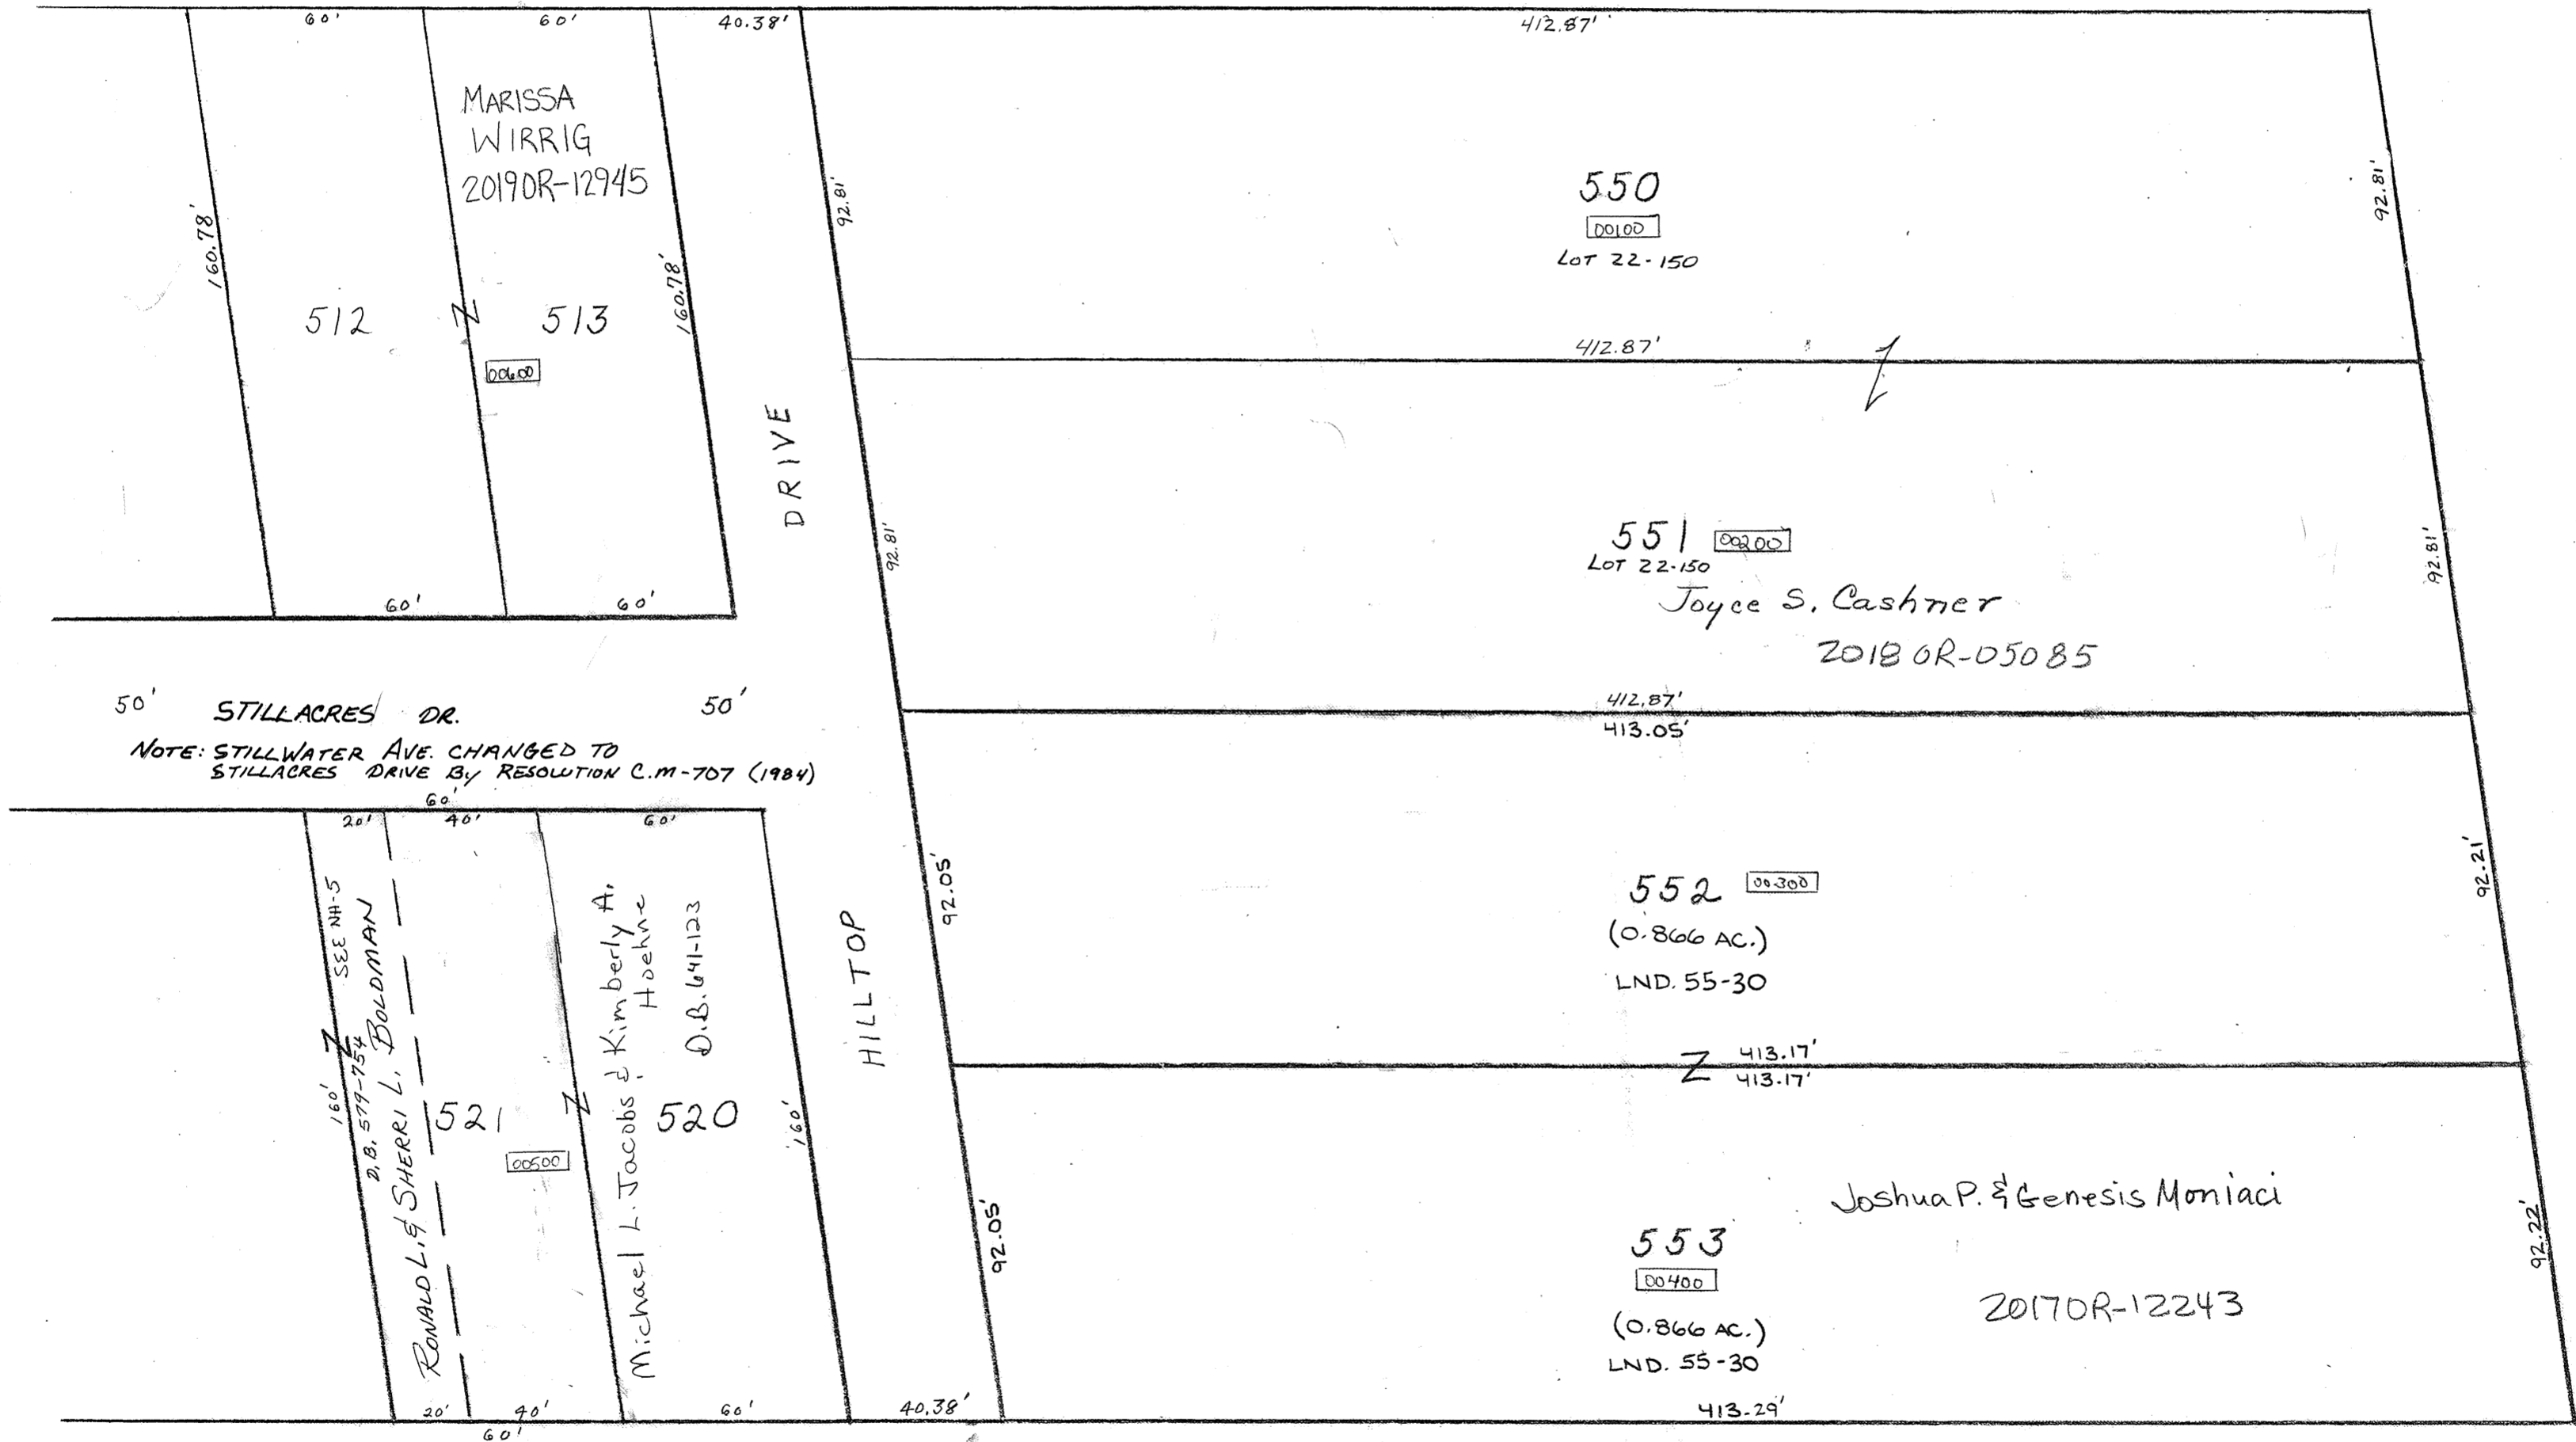 60'
60'
40.38'
412.87'
MARISSA
WIRRIG
20190R-12945
160.78'
160.78'
512
Z
513
00600
92.81'
550
00100
LOT 22-150
92.81'
412.87'
DRIVE
92.81'
551 00200
LOT 22-150
Joyce S. Cashner
2018 OR-05085
92.81'
60'
60'
412.87'
413.05'
50' STILLACRES DR. 50'
NOTE: STILLWATER AVE. CHANGED TO
STILLACRES DRIVE By RESOLUTION C.M-707 (1984)
60'
20'
40'
60'
SEE NH-5
160'
Z
D.B. 579-754
RONALD L. & SHERRI L. BOLDMAN
521
00500
Z
Michael L. Jacobs & Kimberly A.
Hoehne
D.B. 641-123
520
160'
HILLTOP
92.05'
552 00300
(0.866 AC.)
LND. 55-30
92.21'
Z 413.17'
413.17'
92.05'
Joshua P. & Genesis Moniaci
553
00400
20170R-12243
(0.866 AC.)
LND. 55-30
92.22'
20'
40'
60'
40.38'
413.29'
60'